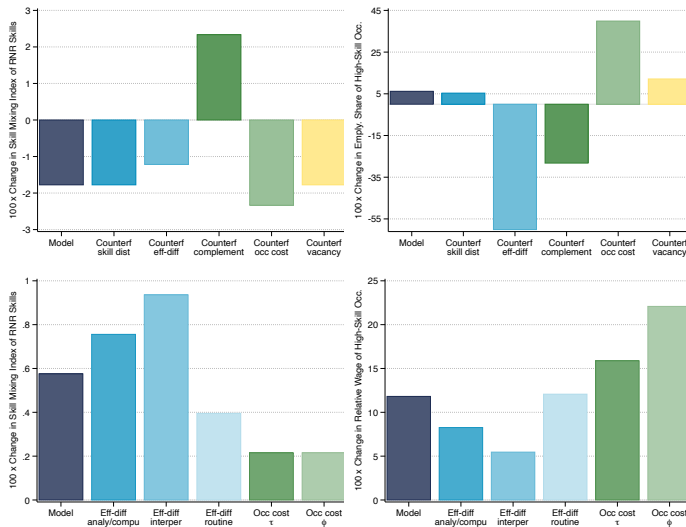 100 x Change in Skill Mixing Index of RNR Skills
3
2
1
0
-1
-2
-3
Model
Counterf
skill dist
Counterf
eff-diff
Counterf
complement
Counterf
occ cost
Counterf
vacancy
100 x Change in Emply. Share of High-Skill Occ.
45
25
5
-15
-35
-55
Model
Counterf
skill dist
Counterf
eff-diff
Counterf
complement
Counterf
occ cost
Counterf
vacancy
100 x Change in Skill Mixing Index of RNR Skills
1
.8
.6
.4
.2
0
Model
Eff-diff
analy/compu
Eff-diff
interper
Eff-diff
routine
Occ cost
τ
Occ cost
ϕ
100 x Change in Relative Wage of High-Skill Occ.
25
20
15
10
5
0
Model
Eff-diff
analy/compu
Eff-diff
interper
Eff-diff
routine
Occ cost
τ
Occ cost
ϕ